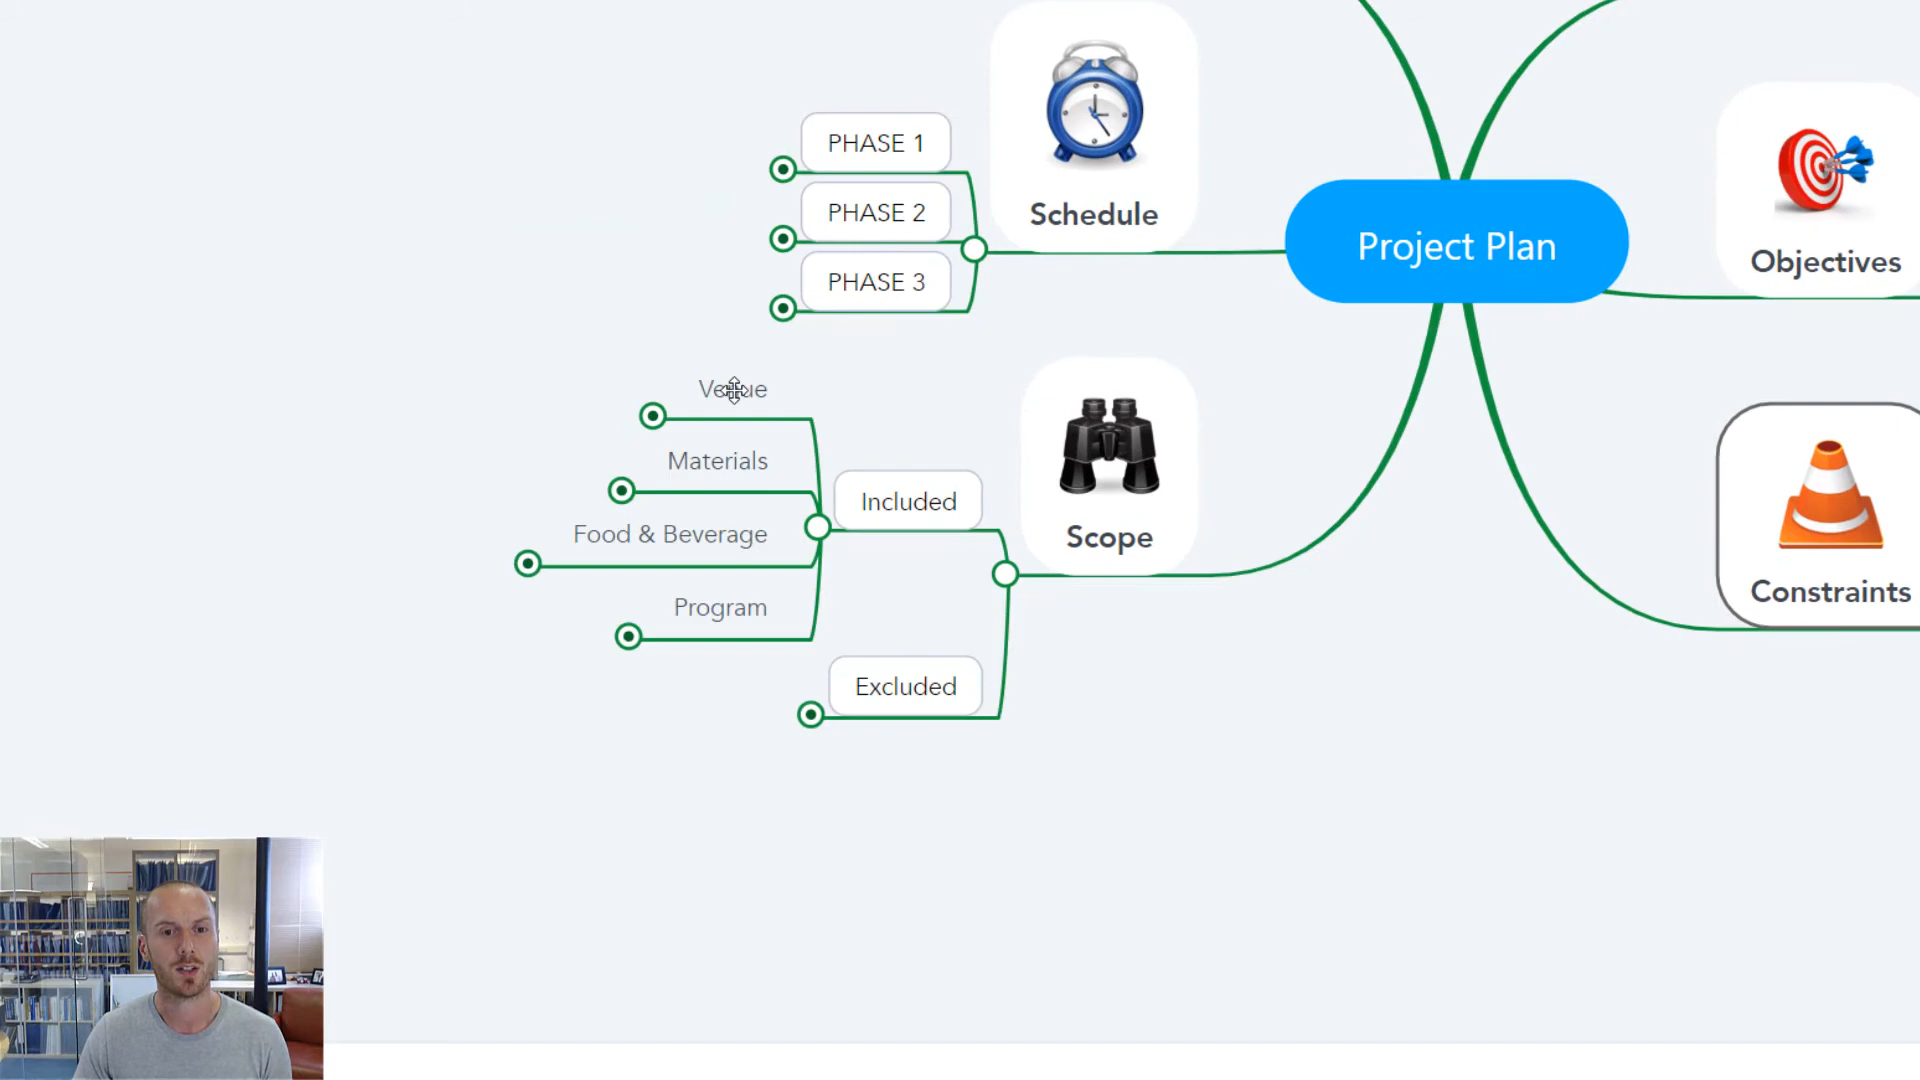 PHASE 1
PHASE 2
PHASE 3
Schedule
Project Plan
Objectives
Venue
Materials
Food & Beverage
Program
Included
Excluded
Scope
Constraints